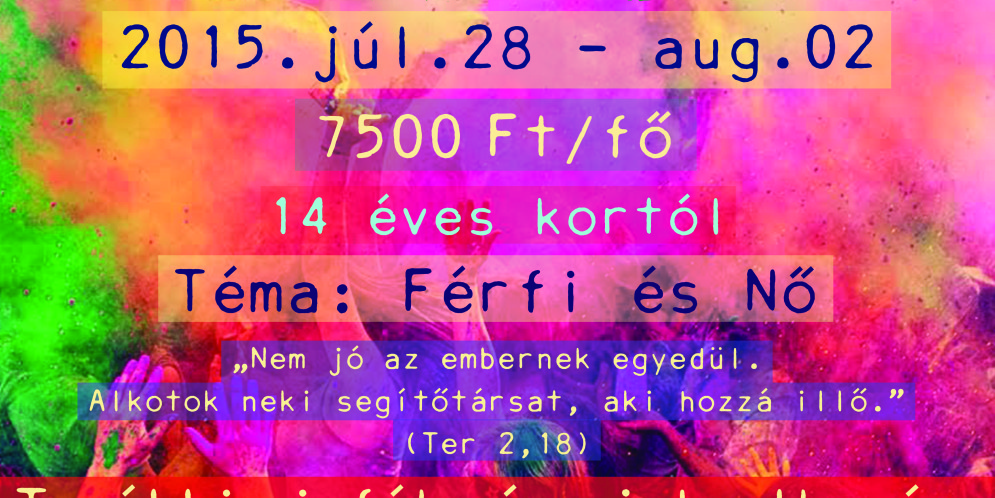 2015.júl.28 - aug.02
7500 Ft/fő
14 éves kortól
Téma: Férfi és Nő
„Nem jó az embernek egyedül.
Alkotok neki segítőtársat, aki hozzá illő.”
(Ter 2,18)